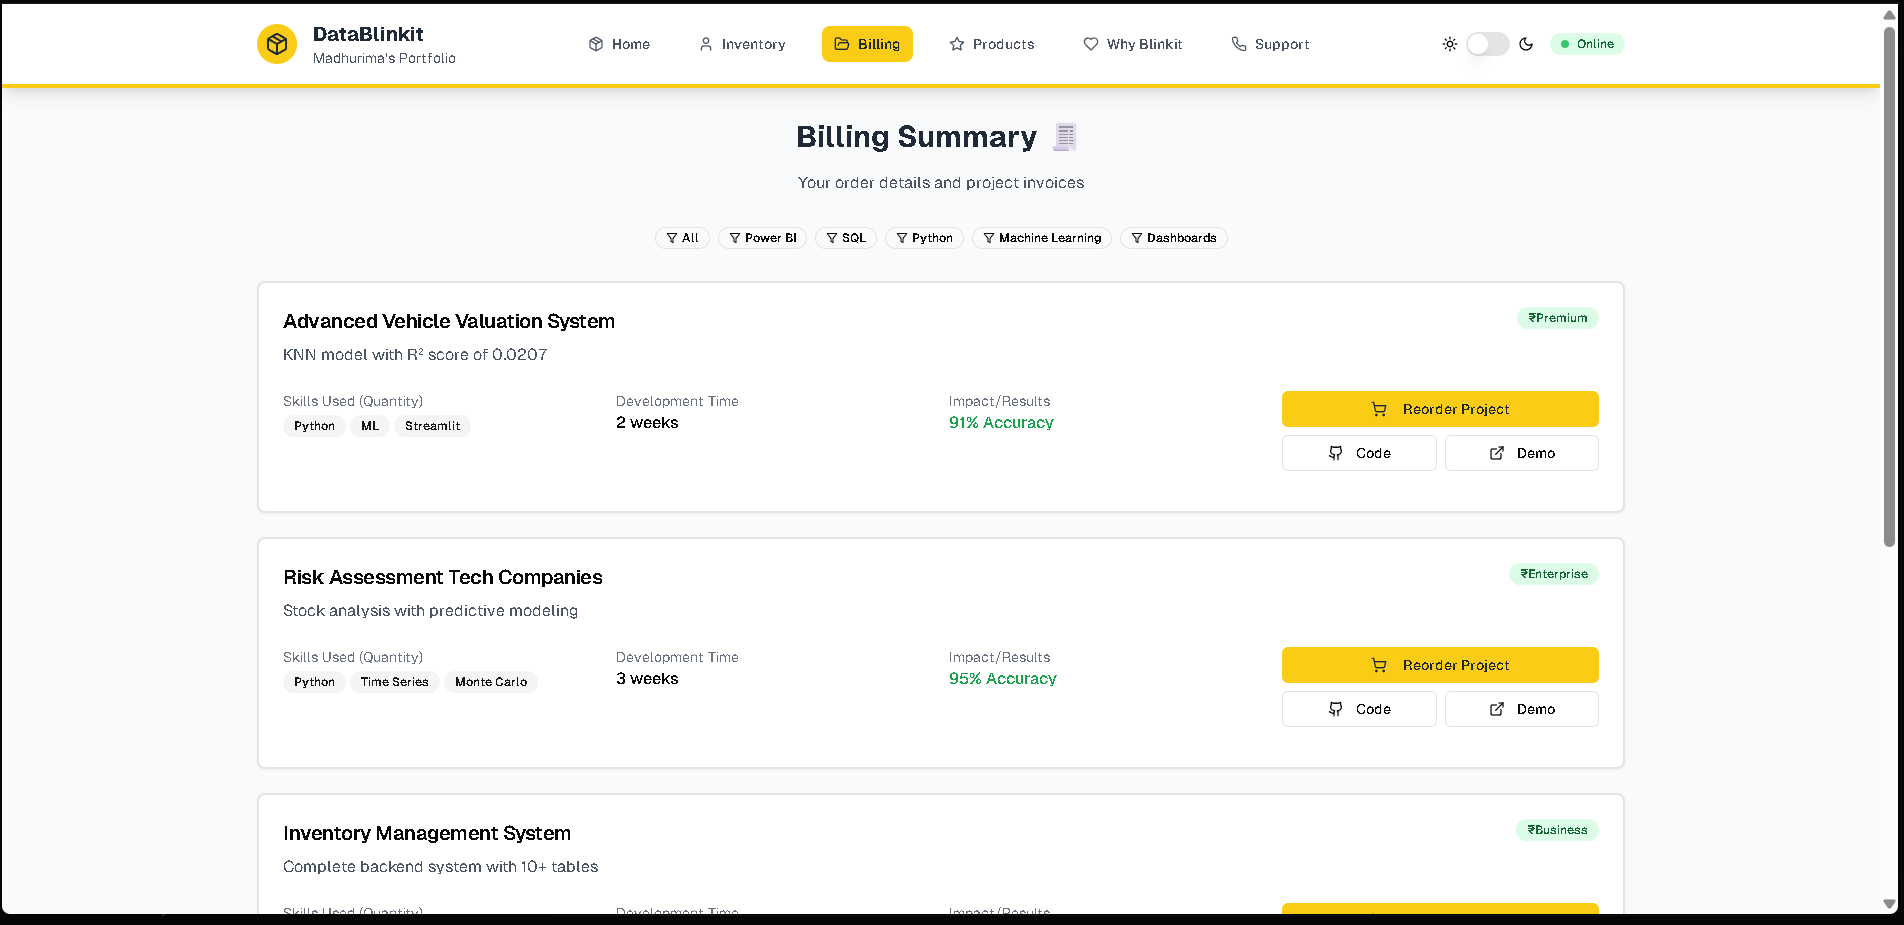 DataBlinkit
Madhurima's Portfolio
Home
Inventory
Billing
Products
Why Blinkit
Support
Online
Billing Summary
Your order details and project invoices
All
Power BI
SQL
Python
Machine Learning
Dashboards
Advanced Vehicle Valuation System
₹Premium
KNN model with R² score of 0.0207
Skills Used (Quantity)
Python
ML
Streamlit
Development Time
2 weeks
Impact/Results
91% Accuracy
Reorder Project
Code
Demo
Risk Assessment Tech Companies
₹Enterprise
Stock analysis with predictive modeling
Skills Used (Quantity)
Python
Time Series
Monte Carlo
Development Time
3 weeks
Impact/Results
95% Accuracy
Reorder Project
Code
Demo
Inventory Management System
₹Business
Complete backend system with 10+ tables
Skills Used (Quantity)
Development Time
Impact/Results